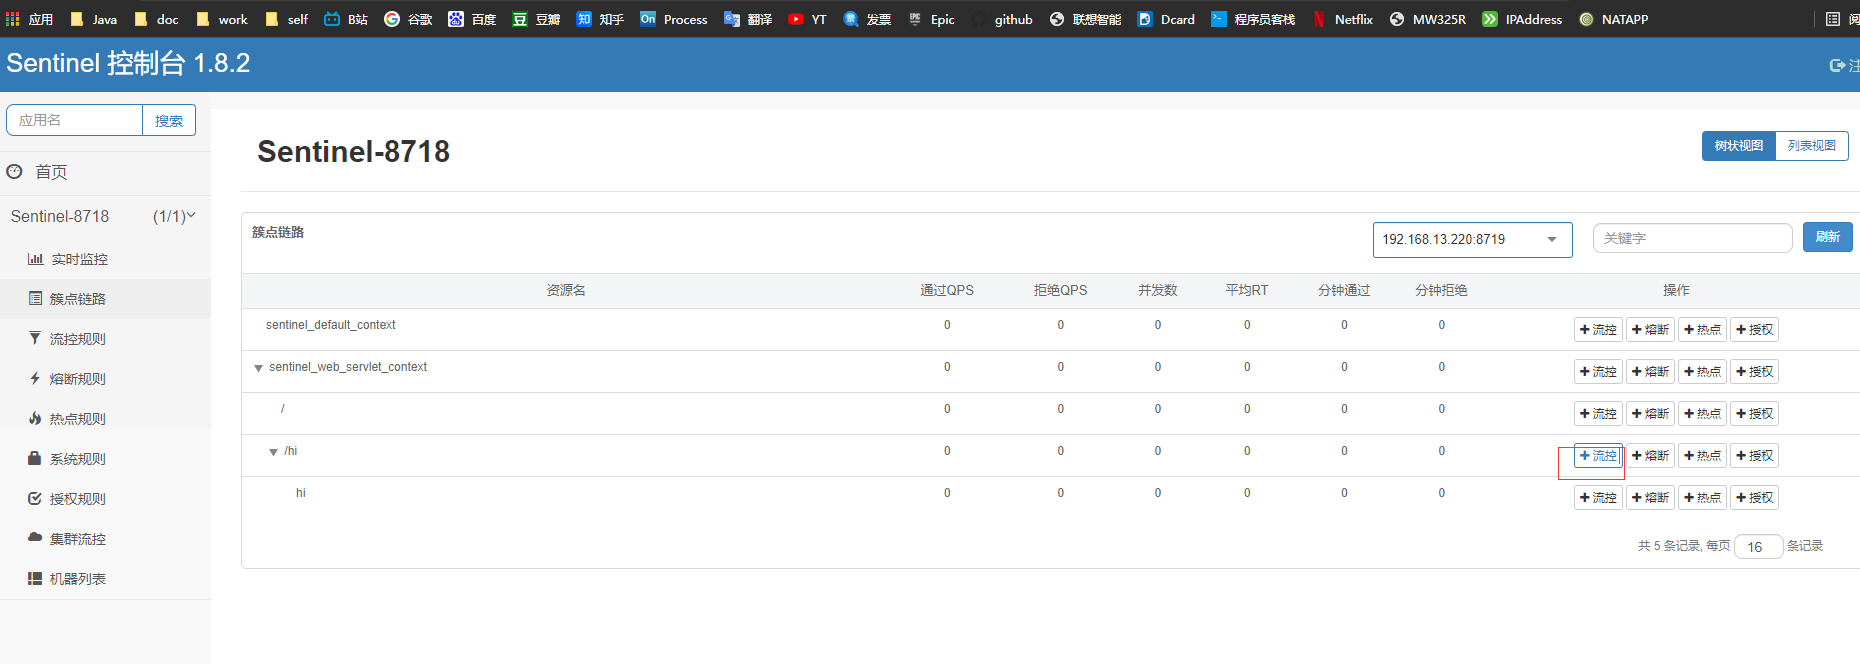 应用 Java doc work self B站 谷歌 百度 豆瓣 知乎 Process 翻译 YT 发票 Epic github 联想智能 Dcard 程序员客栈 Netflix MW325R IPAddress NATAPP
Sentinel 控制台 1.8.2
应用名 搜索
首页
Sentinel-8718 (1/1)
实时监控
簇点链路
流控规则
熔断规则
热点规则
系统规则
授权规则
集群流控
机器列表
Sentinel-8718 树状视图 列表视图
簇点链路 192.168.13.220:8719 关键字 刷新
资源名 通过QPS 拒绝QPS 并发数 平均RT 分钟通过 分钟拒绝 操作
sentinel_default_context 0 0 0 0 0 0 +流控 +熔断 +热点 +授权
sentinel_web_servlet_context 0 0 0 0 0 0 +流控 +熔断 +热点 +授权
/ 0 0 0 0 0 0 +流控 +熔断 +热点 +授权
/hi 0 0 0 0 0 0 +流控 +熔断 +热点 +授权
hi 0 0 0 0 0 0 +流控 +熔断 +热点 +授权
共 5 条记录, 每页 16 条记录